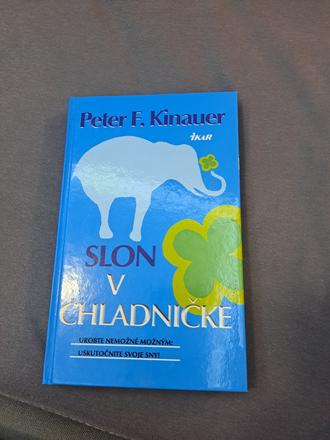 Peter F. Kinauer
IKAR
SLON
V
CHLADNIČKE
UROBTE NEMOŽNÉ MOŽNÝM:
USKUTOČNITE SVOJE SNY!